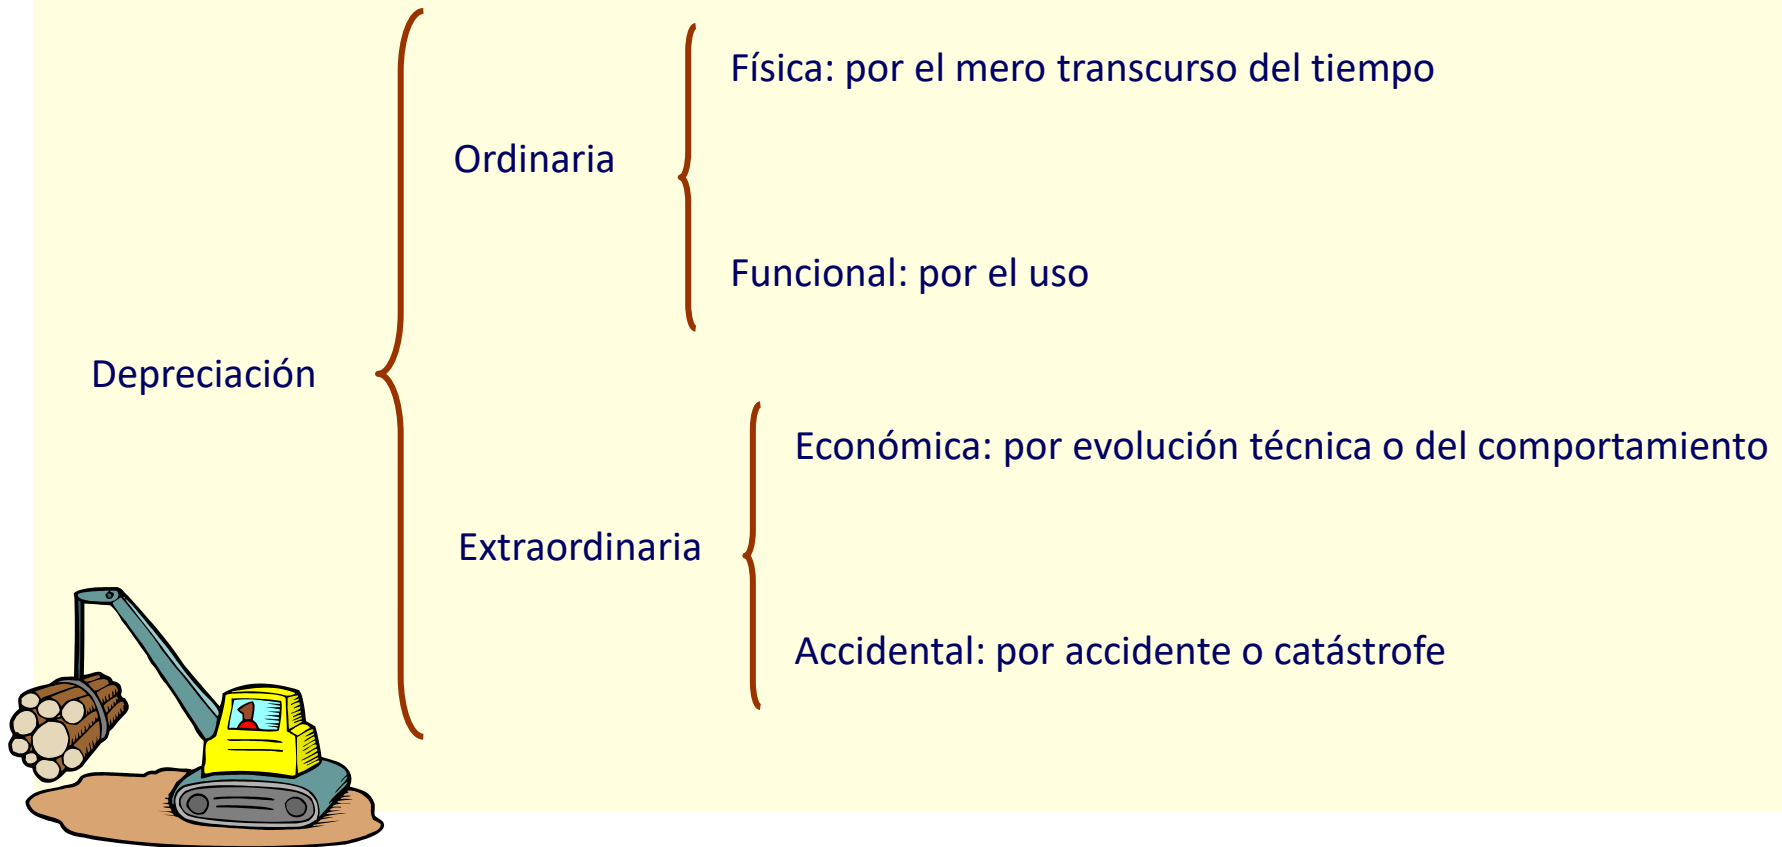 Física: por el mero transcurso del tiempo
Ordinaria
Funcional: por el uso
Depreciación
Económica: por evolución técnica o del comportamiento
Extraordinaria
Accidental: por accidente o catástrofe